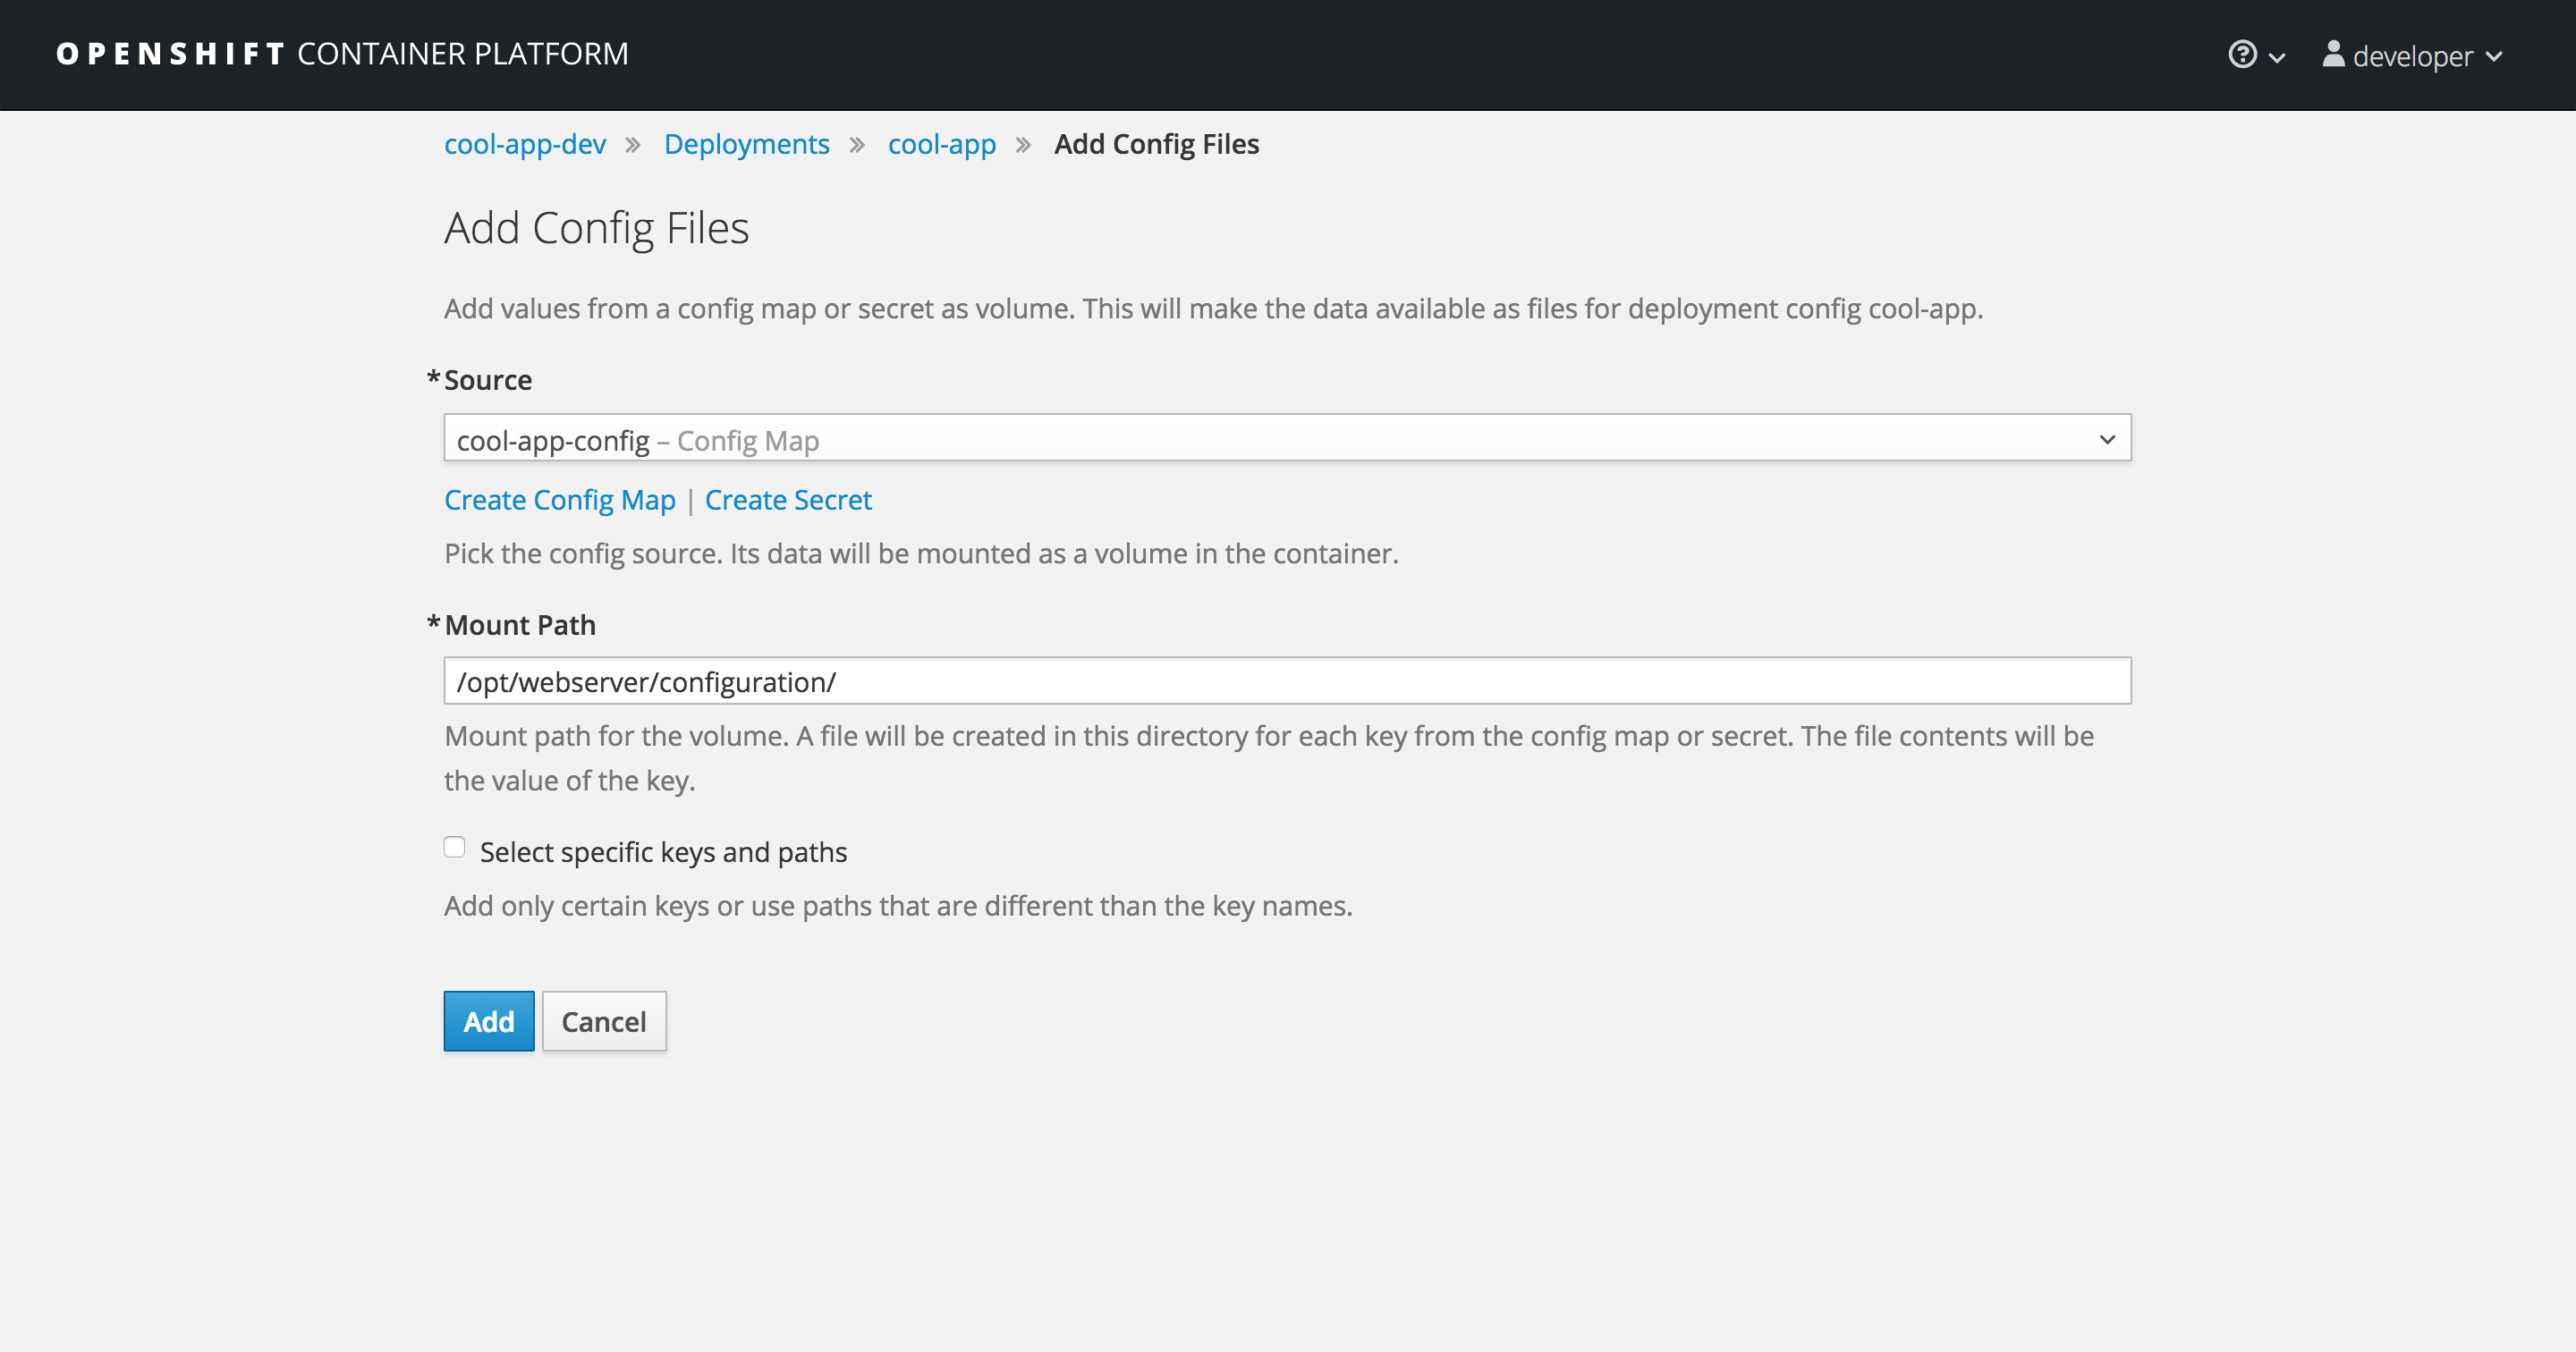 OPENSHIFT CONTAINER PLATFORM
developer
cool-app-dev » Deployments » cool-app » Add Config Files
Add Config Files
Add values from a config map or secret as volume. This will make the data available as files for deployment config cool-app.
*Source
cool-app-config – Config Map
Create Config Map | Create Secret
Pick the config source. Its data will be mounted as a volume in the container.
*Mount Path
/opt/webserver/configuration/
Mount path for the volume. A file will be created in this directory for each key from the config map or secret. The file contents will be
the value of the key.
Select specific keys and paths
Add only certain keys or use paths that are different than the key names.
Add Cancel